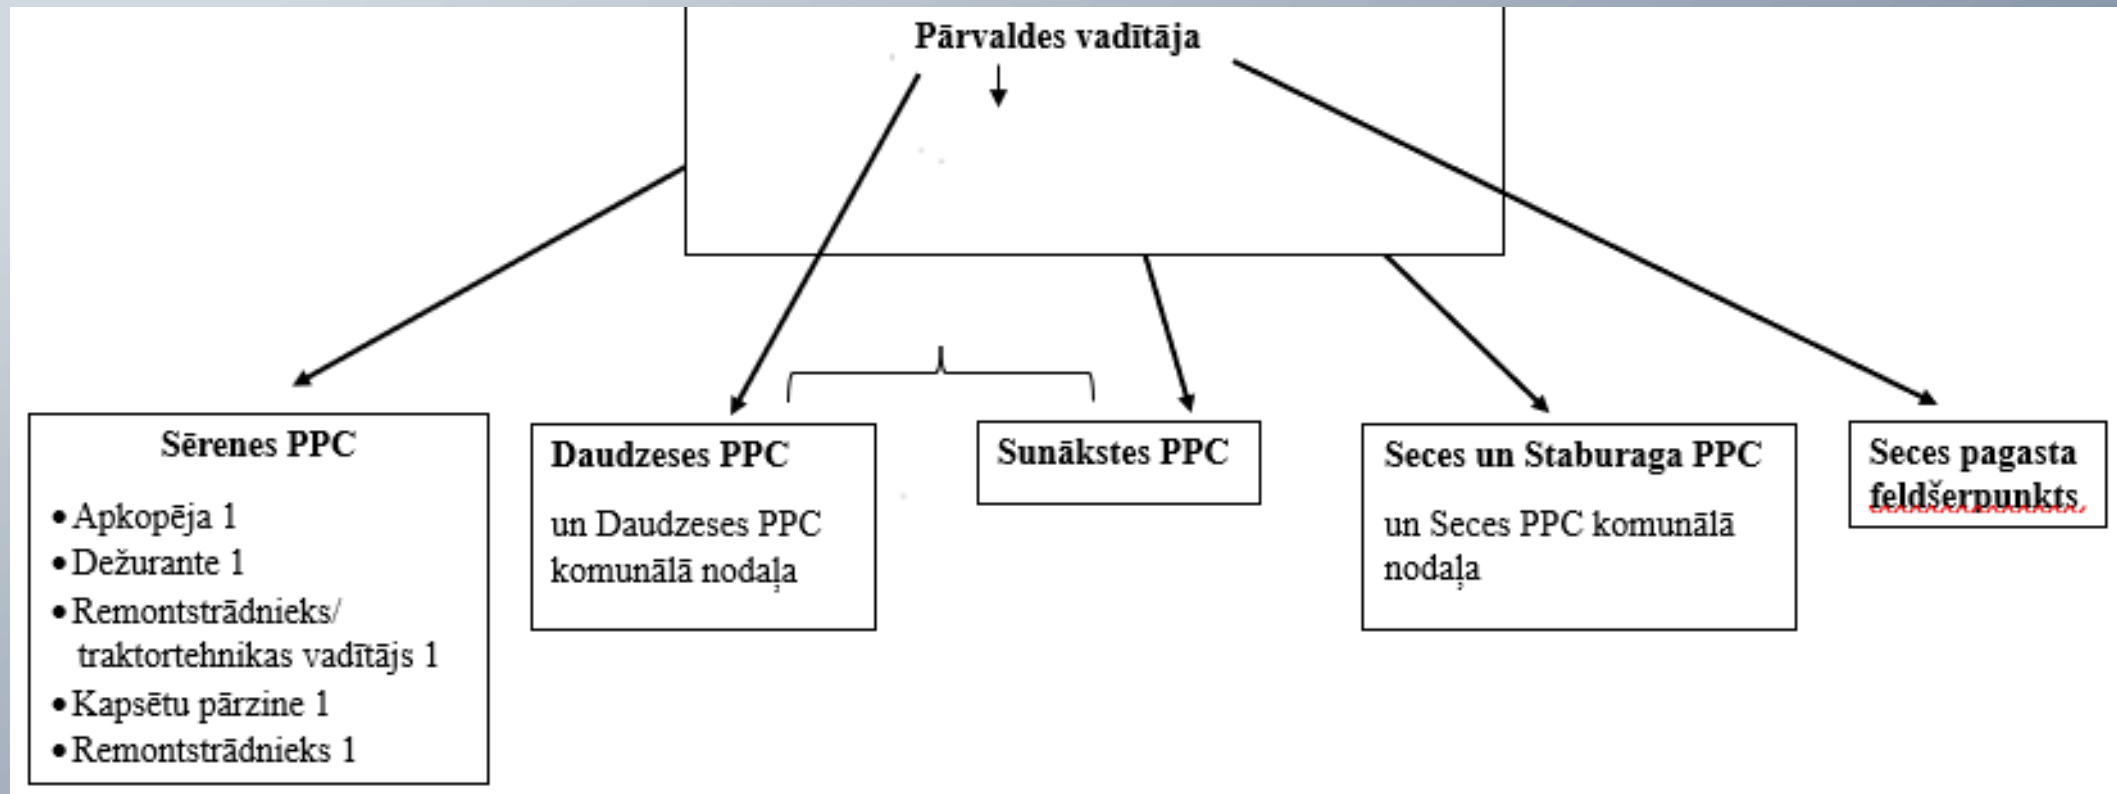 Pārvaldes vadītāja
Sērenes PPC
• Apkopēja 1
• Dežurante 1
• Remontstrādnieks/
traktortehnikas vadītājs 1
• Kapsētu pārzine 1
• Remontstrādnieks 1
Daudzeses PPC
un Daudzeses PPC
komunālā nodaļa
Sunākstes PPC
Seces un Staburaga PPC
un Seces PPC komunālā
nodaļa
Seces pagasta
feldšerpunkts.